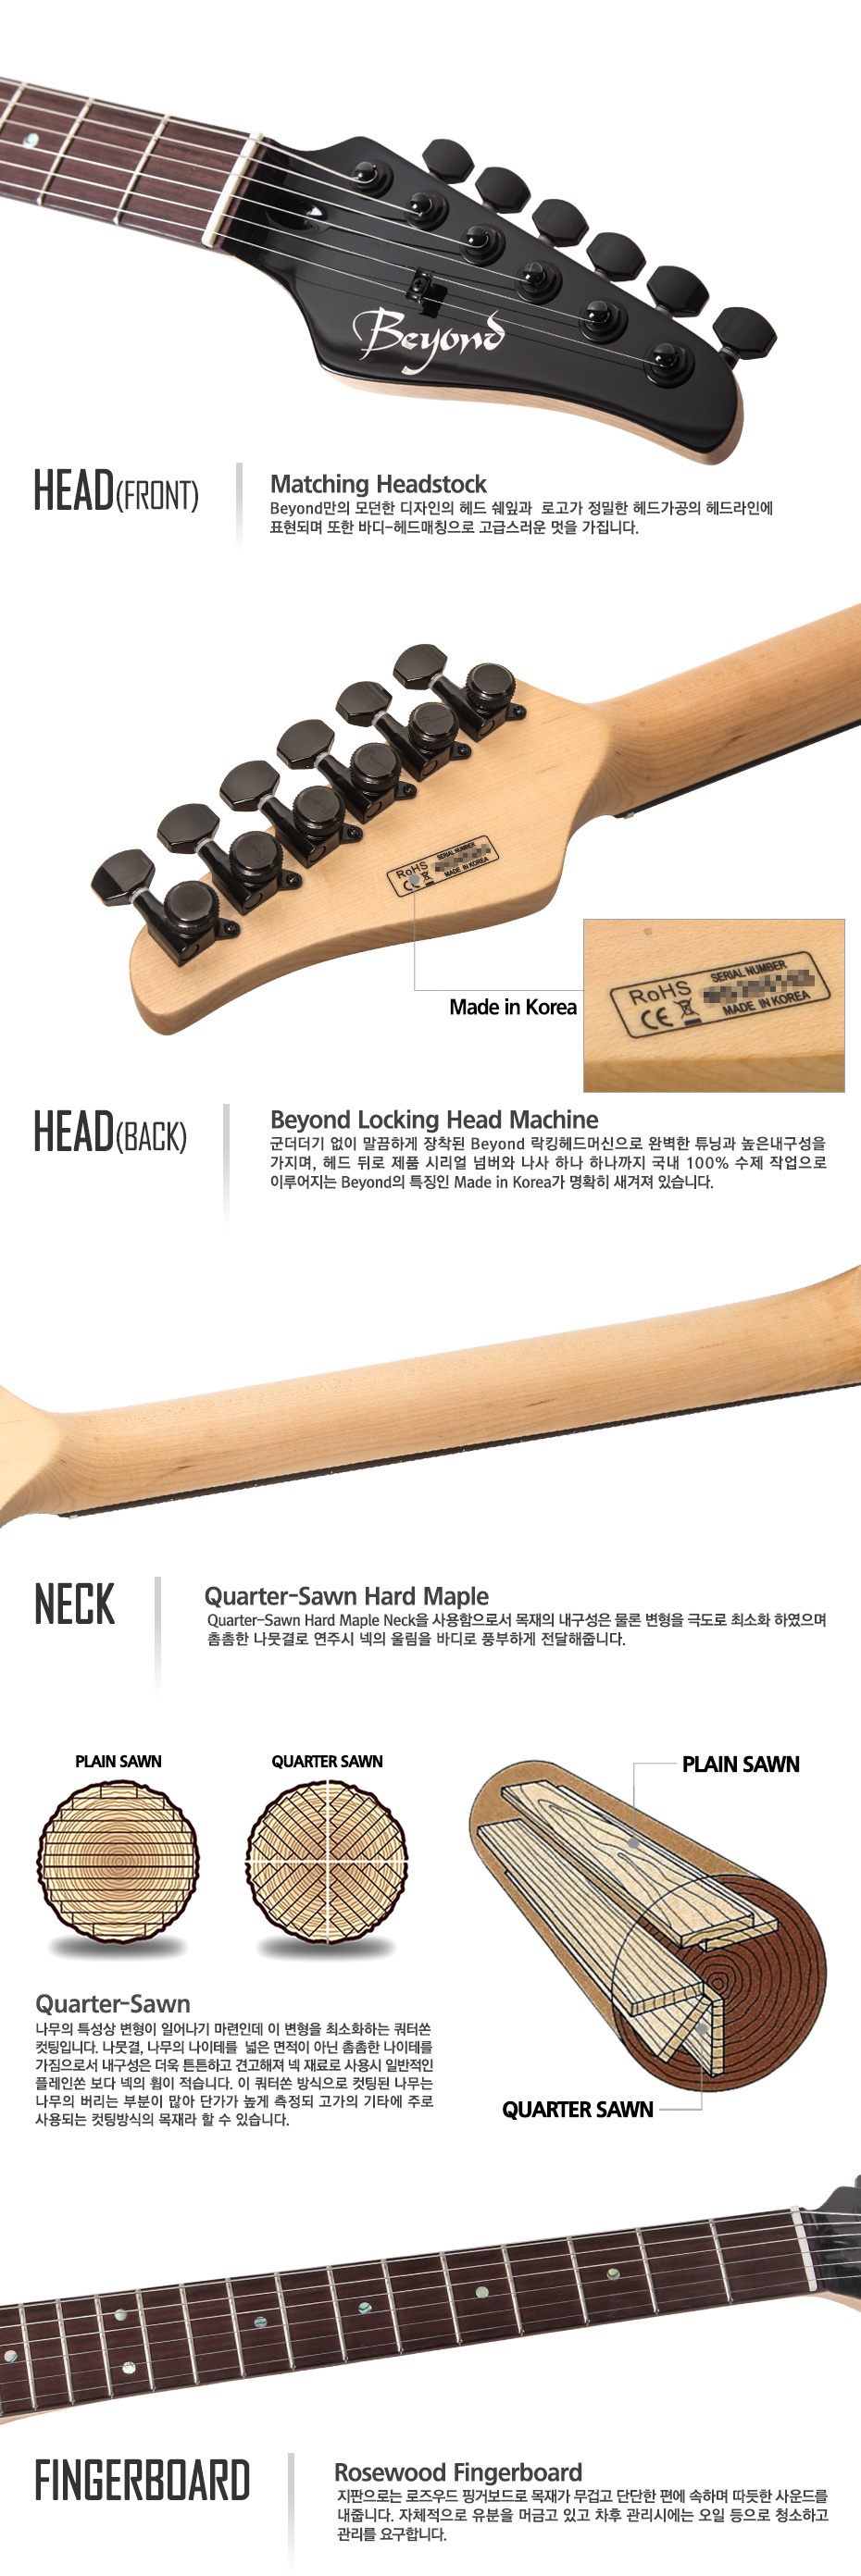 Beyond
HEAD(FRONT)
Matching Headstock
Beyond만의 모던한 디자인의 헤드 쉐잎과 로고가 정밀한 헤드가공의 헤드라인에
표현되며 또한 바디-헤드매칭으로 고급스러운 멋을 가집니다.
RoHS
CE
SERIAL NUMBER
MADE IN KOREA
Made in Korea
RoHS
CE
SERIAL NUMBER
MADE IN KOREA
HEAD(BACK)
Beyond Locking Head Machine
군더더기 없이 말끔하게 장착된 Beyond 락킹헤드머신으로 완벽한 튜닝과 높은내구성을
가지며, 헤드 뒤로 제품 시리얼 넘버와 나사 하나 하나까지 국내 100% 수제 작업으로
이루어지는 Beyond의 특징인 Made in Korea가 명확히 새겨져 있습니다.
NECK
Quarter-Sawn Hard Maple
Quarter-Sawn Hard Maple Neck을 사용함으로서 목재의 내구성은 물론 변형을 극도로 최소화 하였으며
촘촘한 나뭇결로 연주시 넥의 울림을 바디로 풍부하게 전달해줍니다.
PLAIN SAWN
QUARTER SAWN
PLAIN SAWN
QUARTER SAWN
Quarter-Sawn
나무의 특성상 변형이 일어나기 마련인데 이 변형을 최소화하는 쿼터쏜
컷팅입니다. 나뭇결, 나무의 나이테를 넓은 면적이 아닌 촘촘한 나이테를
가짐으로서 내구성은 더욱 튼튼하고 견고해져 넥 재료로 사용시 일반적인
플레인쏜 보다 넥의 휨이 적습니다. 이 쿼터쏜 방식으로 컷팅된 나무는
나무의 버리는 부분이 많아 단가가 높게 측정되 고가의 기타에 주로
사용되는 컷팅방식의 목재라 할 수 있습니다.
FINGERBOARD
Rosewood Fingerboard
지판으로는 로즈우드 핑거보드로 목재가 무겁고 단단한 편에 속하며 따듯한 사운드를
내줍니다. 자체적으로 유분을 머금고 있고 차후 관리시에는 오일 등으로 청소하고
관리를 요구합니다.